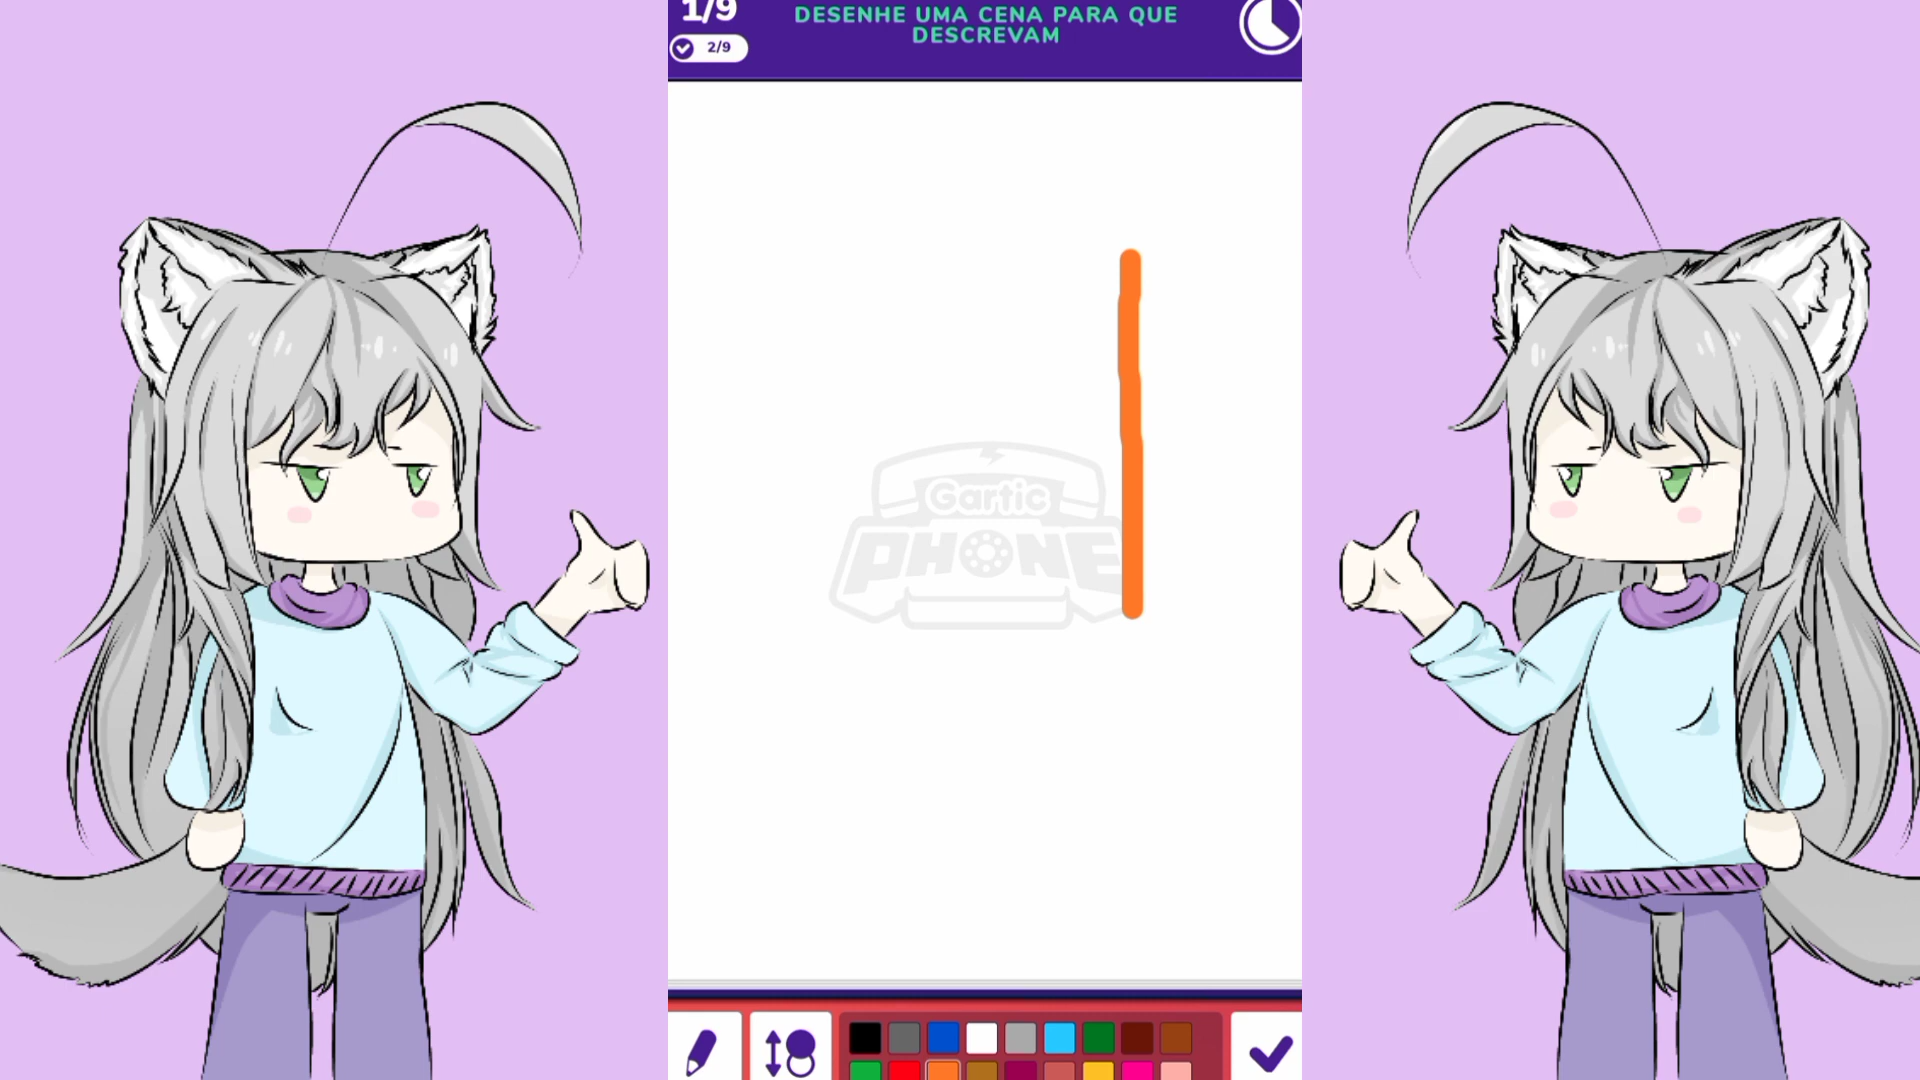 1/9
2/9
DESENHE UMA CENA PARA QUE
DESCREVAM
Gartic
PHONE